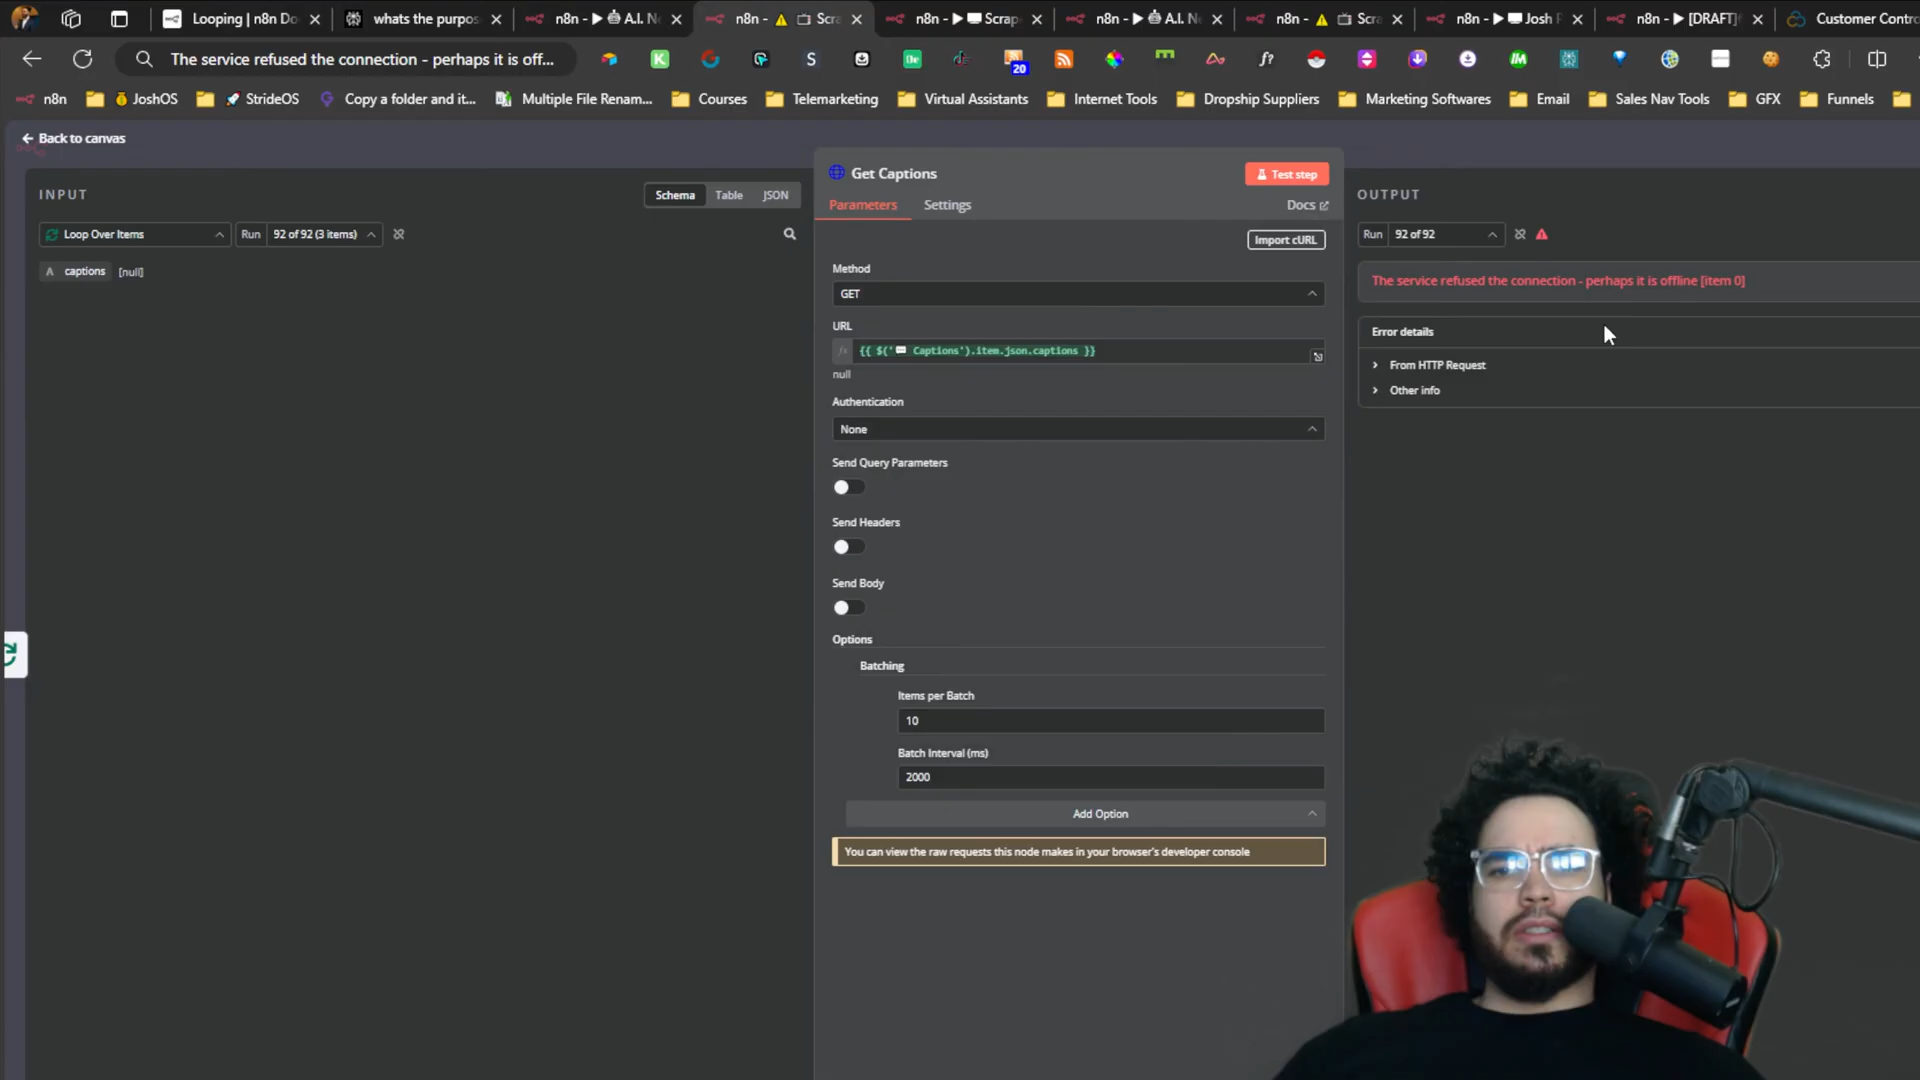 Looping | n8n Do
whats the purpos
n8n - ▶ A.I. N
n8n - ⚠ Scra
n8n - ▶ Scrap
n8n - ▶ A.I. N
n8n - ⚠ Scra
n8n - ▶ Josh F
n8n - ▶ [DRAFT]
Customer Contro
The service refused the connection - perhaps it is off...
20
n8n
JoshOS
StrideOS
Copy a folder and it...
Multiple File Renam...
Courses
Telemarketing
Virtual Assistants
Internet Tools
Dropship Suppliers
Marketing Softwares
Email
Sales Nav Tools
GFX
Funnels
Back to canvas
INPUT
Schema
Table
JSON
Loop Over Items
Run
92 of 92 (3 items)
A captions [null]
Get Captions
Test step
Parameters
Settings
Docs
Import cURL
Method
GET
URL
fx {{ $('💬 Captions').item.json.captions }}
null
Authentication
None
Send Query Parameters
Send Headers
Send Body
Options
Batching
Items per Batch
10
Batch Interval (ms)
2000
Add Option
You can view the raw requests this node makes in your browser's developer console
OUTPUT
Run
92 of 92
The service refused the connection - perhaps it is offline [item 0]
Error details
From HTTP Request
Other info